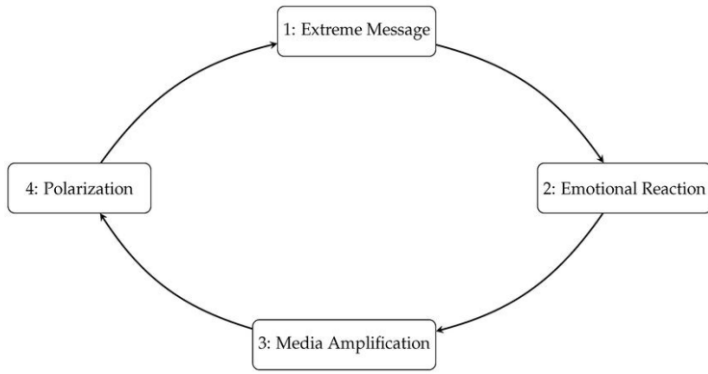 1: Extreme Message
2: Emotional Reaction
3: Media Amplification
4: Polarization